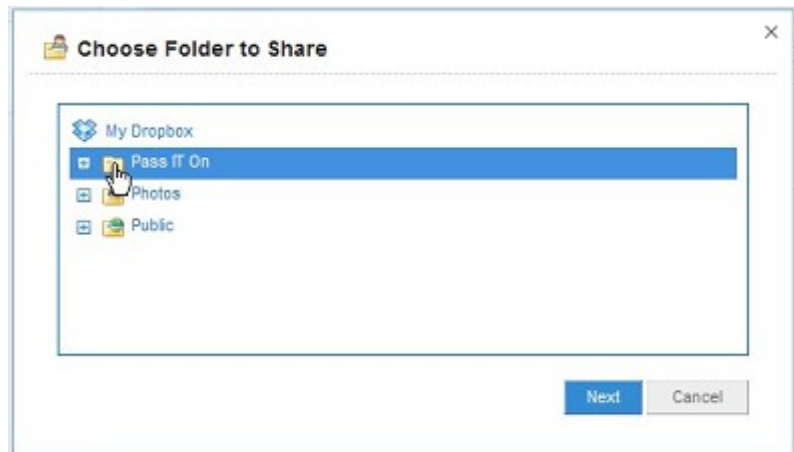 Choose Folder to Share
My Dropbox
Pass IT On
Photos
Public
Next Cancel